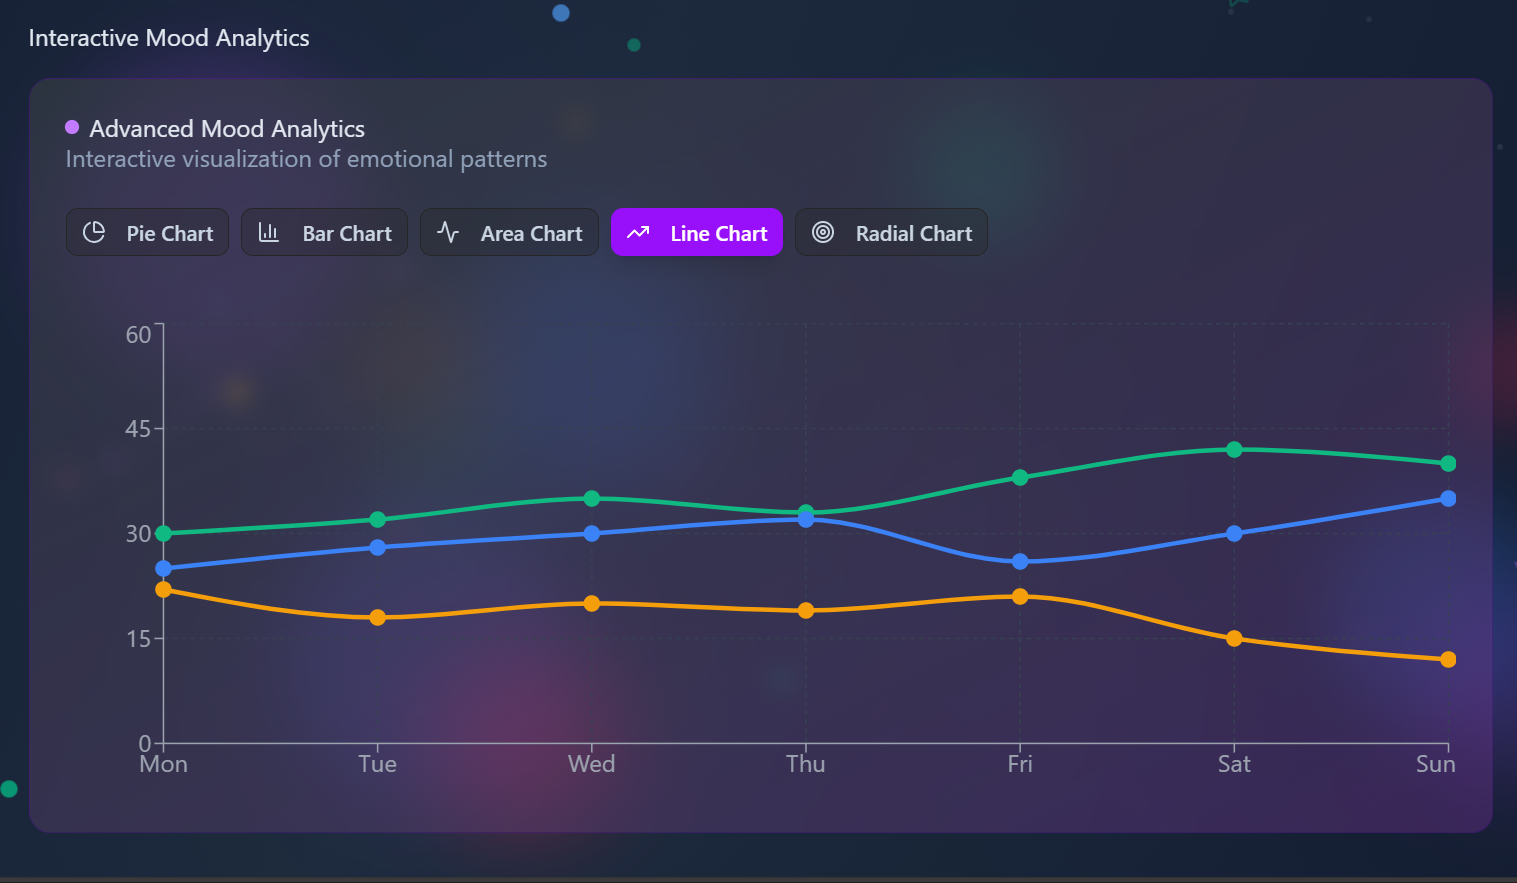 Interactive Mood Analytics
Advanced Mood Analytics
Interactive visualization of emotional patterns
Pie Chart Bar Chart Area Chart Line Chart Radial Chart
60
45
30
15
0
Mon Tue Wed Thu Fri Sat Sun